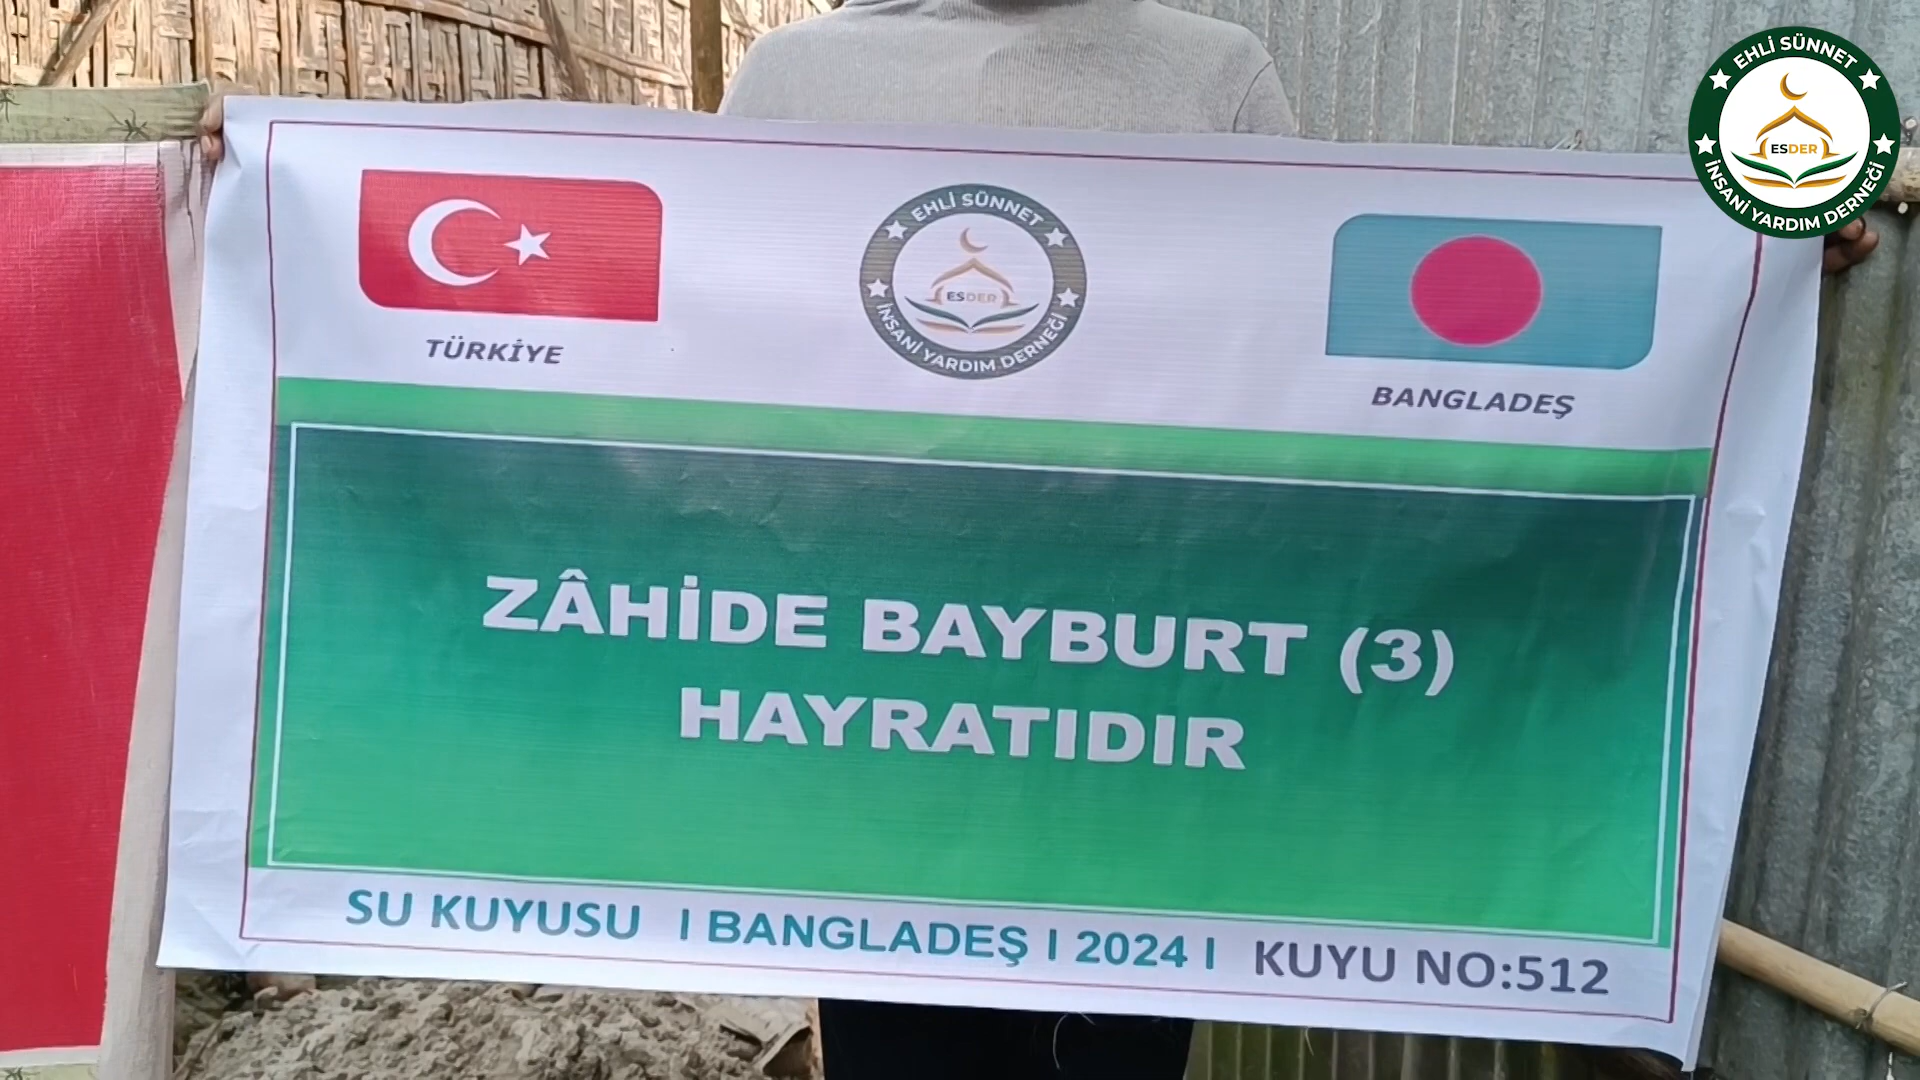 EHLİ SÜNNET
ESDER
İNSANİ YARDIM DERNEĞİ
EHLİ SÜNNET
ESDER
İNSANİ YARDIM DERNEĞİ
TÜRKİYE
BANGLADEŞ
ZÂHİDE BAYBURT (3)
HAYRATIDIR
SU KUYUSU I BANGLADEŞ I 2024 I KUYU NO:512